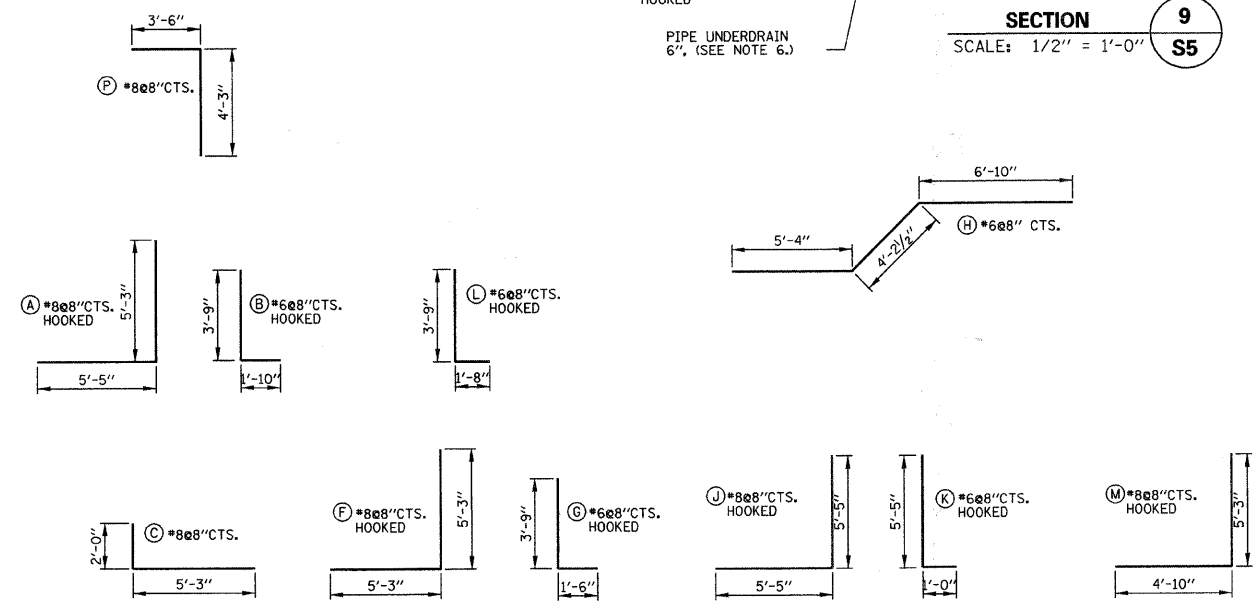 HOOKED
PIPE UNDERDRAIN
6", (SEE NOTE 6.)
SECTION
SCALE: 1/2" = 1'-0"
9
S5
3'-6"
P #8@8"CTS.
4'-3"
6'-10"
H #6@8" CTS.
5'-4"
4'-2½"
A #8@8"CTS.
HOOKED
5'-3"
5'-5"
3'-9"
B #6@8"CTS.
HOOKED
1'-10"
3'-9"
L #6@8"CTS.
HOOKED
1'-8"
2'-0"
C #8@8"CTS.
5'-3"
F #8@8"CTS.
HOOKED
5'-3"
5'-3"
3'-9"
G #6@8"CTS.
HOOKED
1'-6"
J #8@8"CTS.
HOOKED
5'-5"
5'-5"
5'-5"
K #6@8"CTS.
HOOKED
1'-0"
M #8@8"CTS.
HOOKED
5'-3"
4'-10"